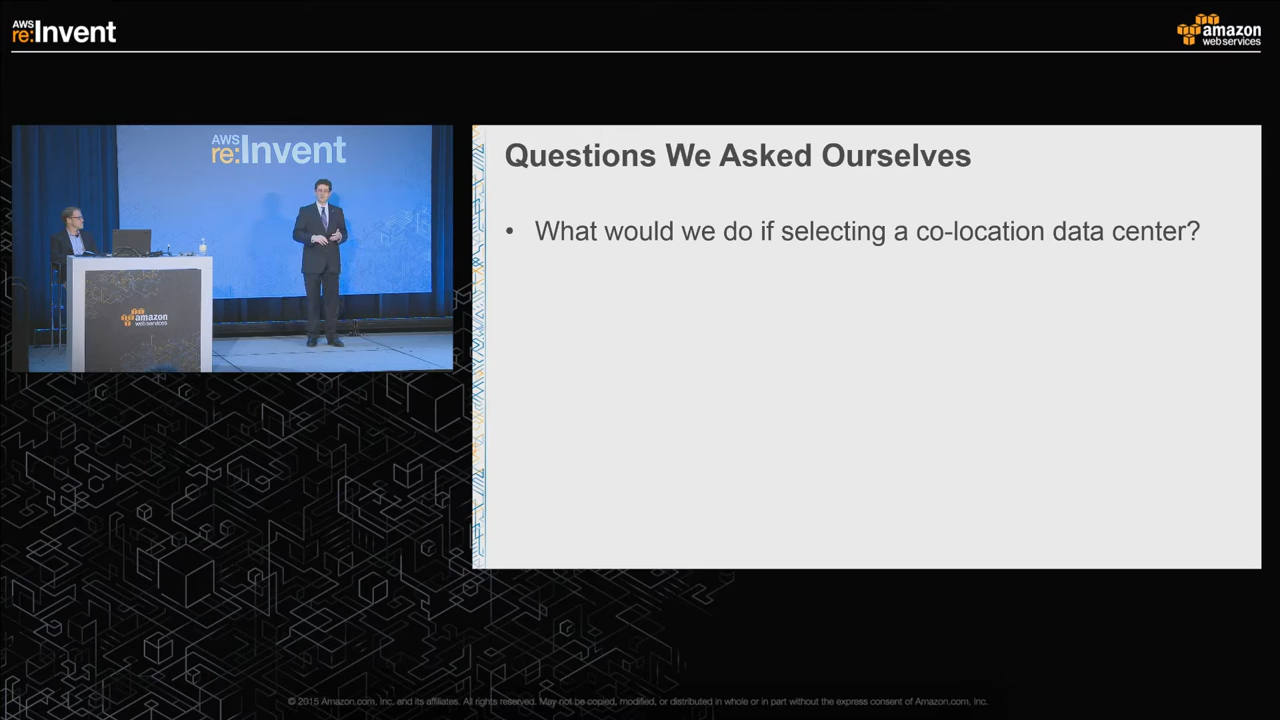 AWS
re:Invent
amazon
web services
AWS
re:Invent
amazon
web services
Questions We Asked Ourselves
• What would we do if selecting a co-location data center?
© 2015 Amazon.com, Inc. and its affiliates. All rights reserved. May not be copied, modified, or distributed in whole or in part without the express consent of Amazon.com, Inc.